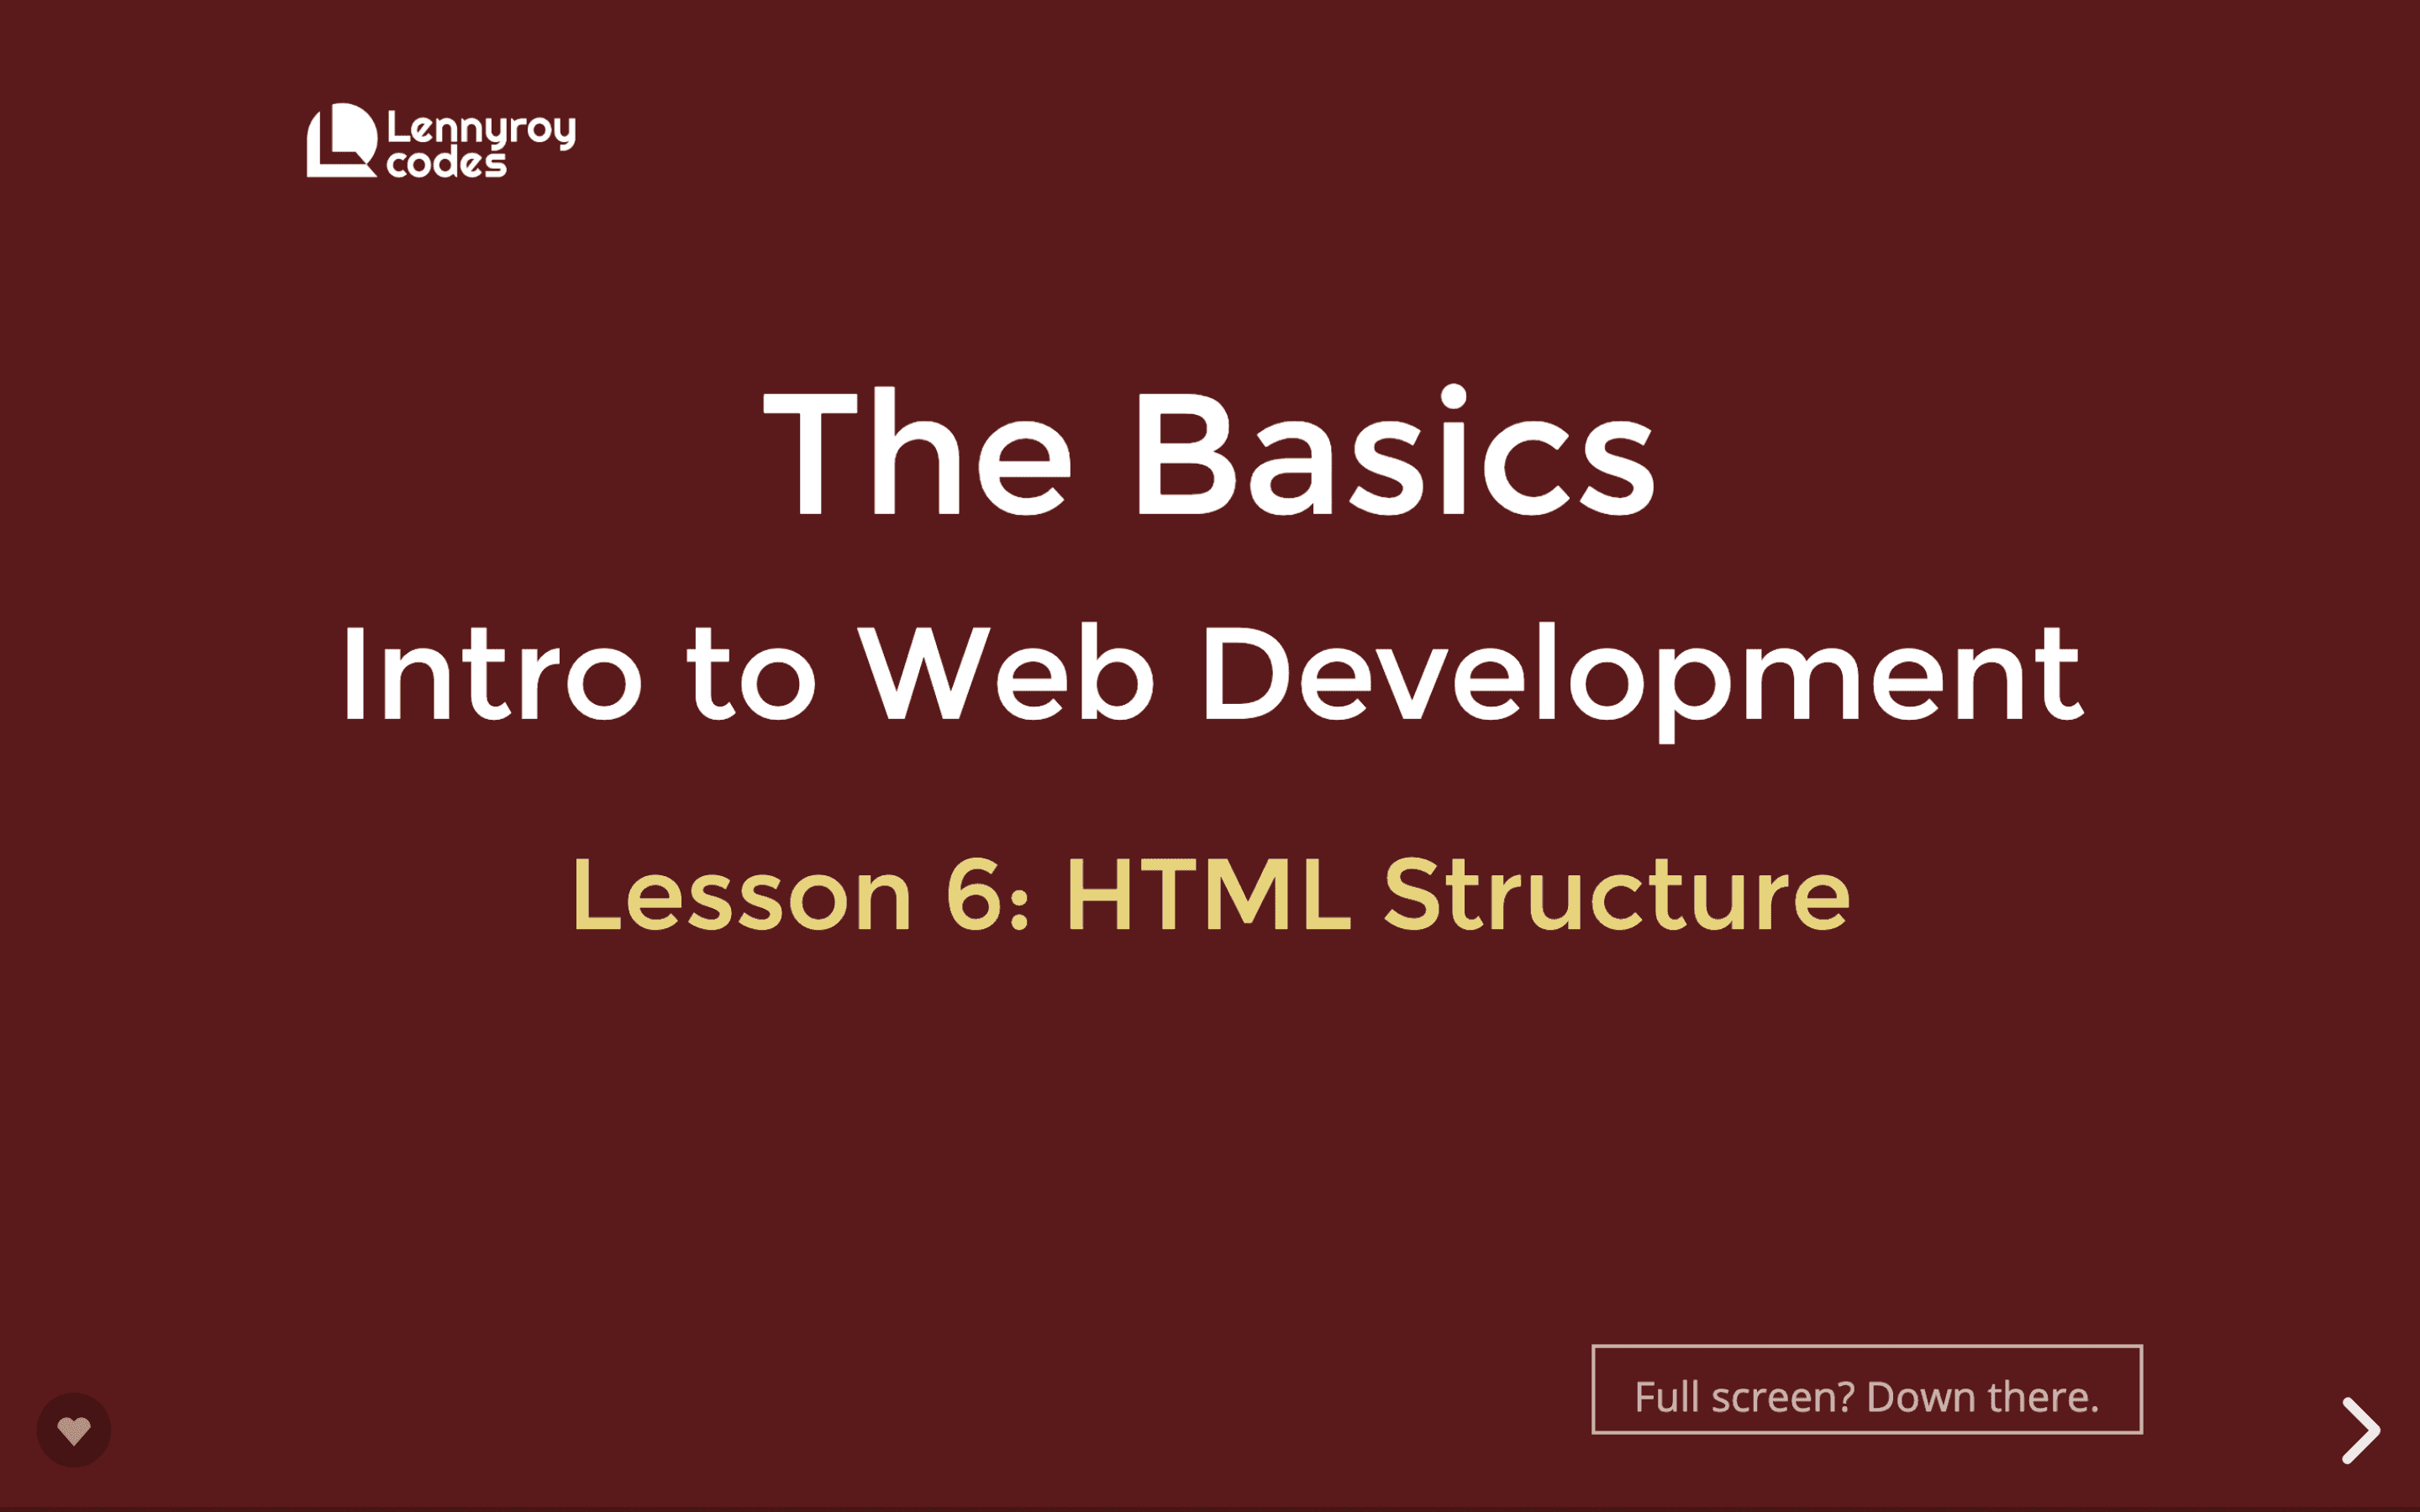 Lennyroy
codes
The Basics
Intro to Web Development
Lesson 6: HTML Structure
Full screen? Down there.